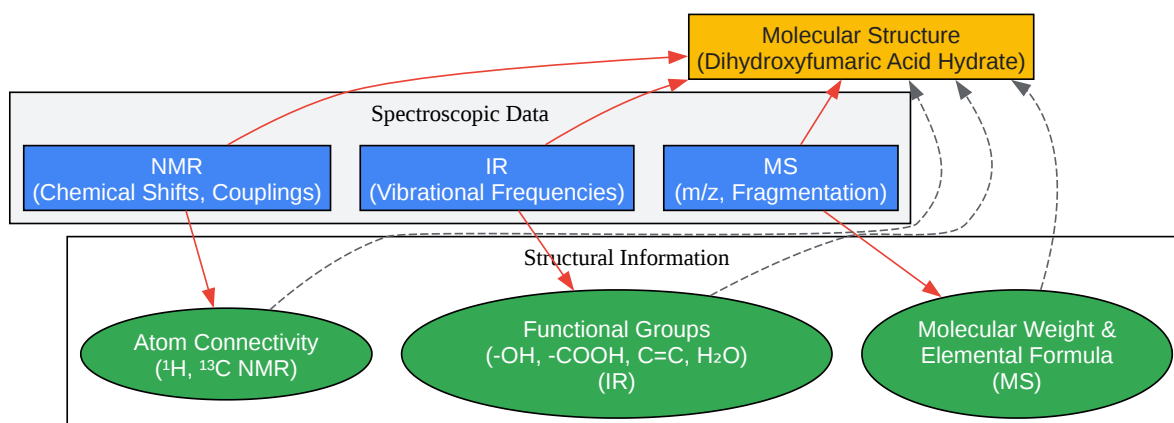 Molecular Structure
(Dihydroxyfumaric Acid Hydrate)
Spectroscopic Data
NMR
(Chemical Shifts, Couplings)
IR
(Vibrational Frequencies)
MS
(m/z, Fragmentation)
Structural Information
Atom Connectivity
(¹H, ¹³C NMR)
Functional Groups
(-OH, -COOH, C=C, H₂O)
(IR)
Molecular Weight &
Elemental Formula
(MS)